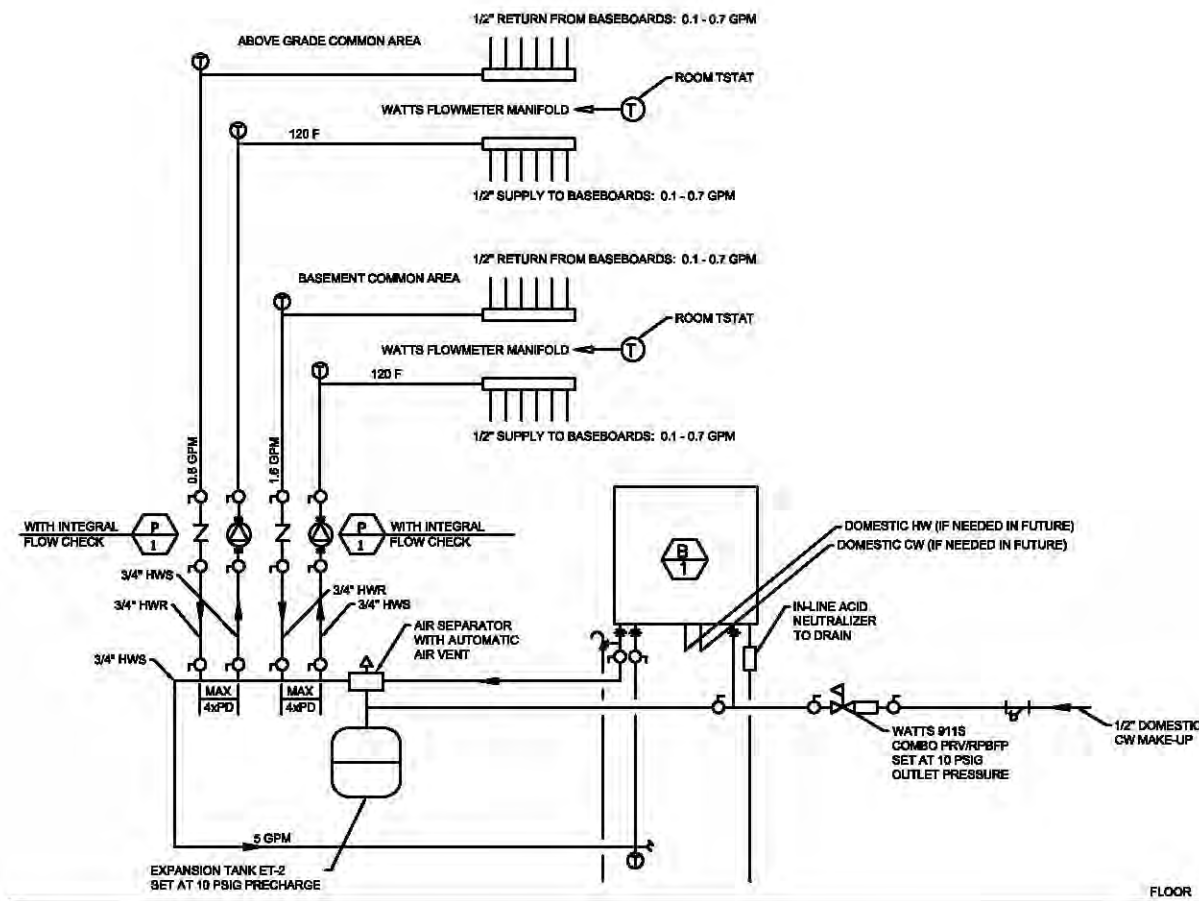 1/2" RETURN FROM BASEBOARDS: 0.1 - 0.7 GPM
ABOVE GRADE COMMON AREA
T
ROOM TSTAT
WATTS FLOWMETER MANIFOLD
T
T
120 F
1/2" SUPPLY TO BASEBOARDS: 0.1 - 0.7 GPM
1/2" RETURN FROM BASEBOARDS: 0.1 - 0.7 GPM
BASEMENT COMMON AREA
T
ROOM TSTAT
WATTS FLOWMETER MANIFOLD
T
T
120 F
1/2" SUPPLY TO BASEBOARDS: 0.1 - 0.7 GPM
0.6 GPM
1.6 GPM
WITH INTEGRAL
FLOW CHECK
P
1
P
1
WITH INTEGRAL
FLOW CHECK
B
1
DOMESTIC HW (IF NEEDED IN FUTURE)
DOMESTIC CW (IF NEEDED IN FUTURE)
3/4" HWS
3/4" HWR
3/4" HWR
3/4" HWS
3/4" HWS
AIR SEPARATOR
WITH AUTOMATIC
AIR VENT
IN-LINE ACID
NEUTRALIZER
TO DRAIN
MAX
4xPD
MAX
4xPD
WATTS 911S
COMBO PRV/RPBFP
SET AT 10 PSIG
OUTLET PRESSURE
1/2" DOMESTIC
CW MAKE-UP
5 GPM
T
EXPANSION TANK ET-2
SET AT 10 PSIG PRECHARGE
FLOOR